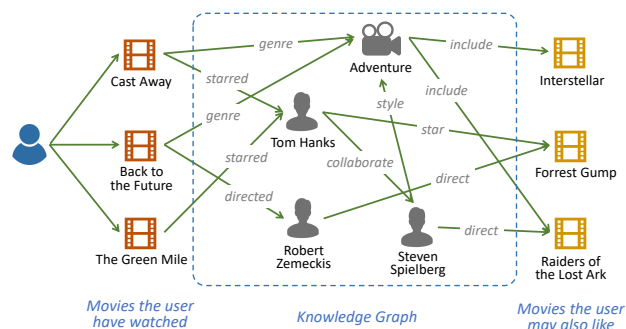 genre
include
Cast Away
Adventure
Interstellar
starred
style
include
genre
Tom Hanks
star
starred
collaborate
Back to
the Future
Forrest Gump
directed
direct
The Green Mile
Robert
Zemeckis
Steven
Spielberg
direct
Raiders of
the Lost Ark
Movies the user
have watched
Knowledge Graph
Movies the user
may also like